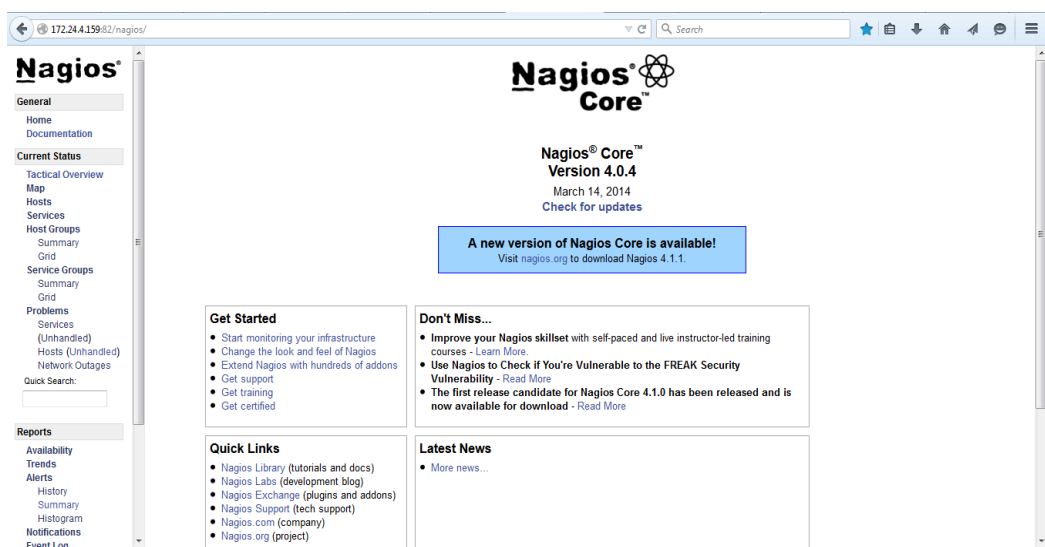 172.24.4.159:82/nagios/
Search
Nagios®
General
Home
Documentation
Current Status
Tactical Overview
Map
Hosts
Services
Host Groups
Summary
Grid
Service Groups
Summary
Grid
Problems
Services
(Unhandled)
Hosts (Unhandled)
Network Outages
Quick Search:
Reports
Availability
Trends
Alerts
History
Summary
Histogram
Notifications
Event Log
Nagios®
Core™
Nagios® Core™
Version 4.0.4
March 14, 2014
Check for updates
A new version of Nagios Core is available!
Visit nagios.org to download Nagios 4.1.1.
Get Started
• Start monitoring your infrastructure
• Change the look and feel of Nagios
• Extend Nagios with hundreds of addons
• Get support
• Get training
• Get certified
Don't Miss...
• Improve your Nagios skillset with self-paced and live instructor-led training
courses - Learn More.
• Use Nagios to Check if You're Vulnerable to the FREAK Security
Vulnerability - Read More
• The first release candidate for Nagios Core 4.1.0 has been released and is
now available for download - Read More
Quick Links
• Nagios Library (tutorials and docs)
• Nagios Labs (development blog)
• Nagios Exchange (plugins and addons)
• Nagios Support (tech support)
• Nagios.com (company)
• Nagios.org (project)
Latest News
• More news...